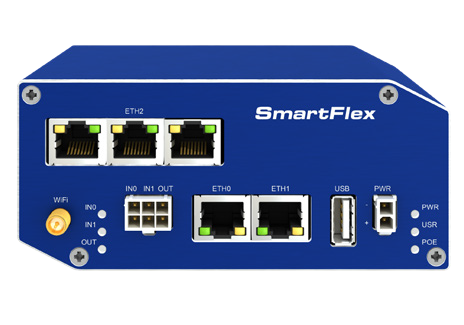 ETH2
SmartFlex
WiFi
IN0
IN1
OUT
IN0 IN1 OUT
ETH0
ETH1
USB
PWR
-
+
PWR
USR
POE